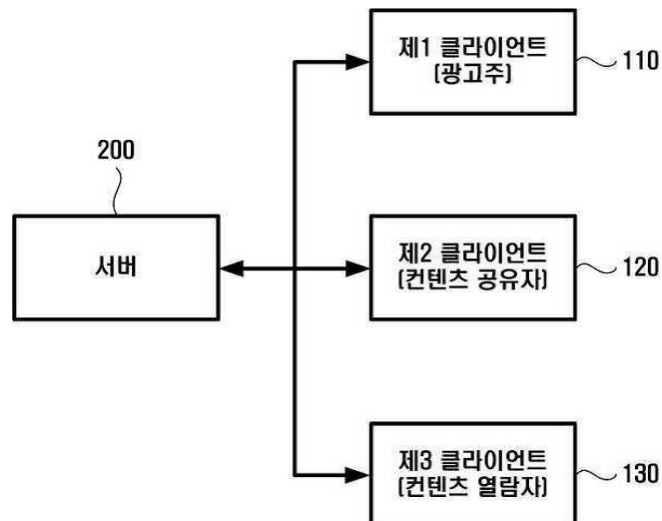 제1 클라이언트
(광고주)
110
200
서버
제2 클라이언트
(컨텐츠 공유자)
120
제3 클라이언트
(컨텐츠 열람자)
130